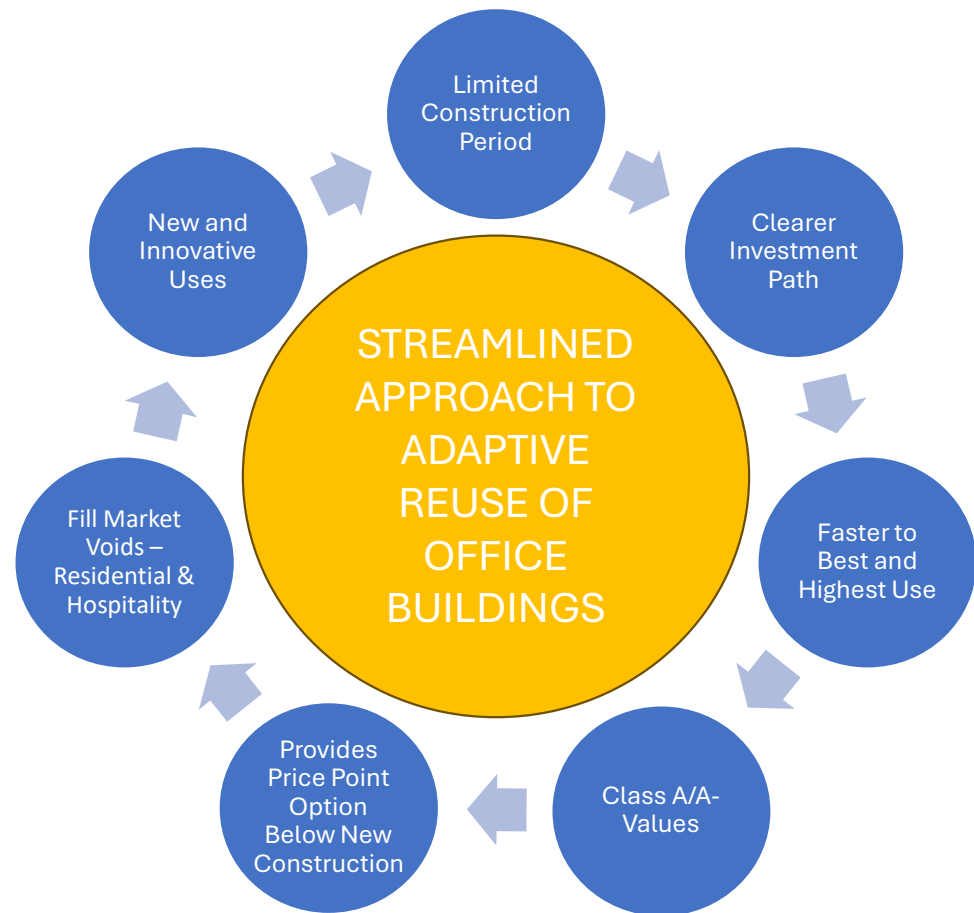 Limited
Construction
Period
Clearer
Investment
Path
Faster to
Best and
Highest Use
Class A/A-
Values
Provides
Price Point
Option
Below New
Construction
Fill Market
Voids –
Residential &
Hospitality
New and
Innovative
Uses
STREAMLINED
APPROACH TO
ADAPTIVE
REUSE OF
OFFICE
BUILDINGS